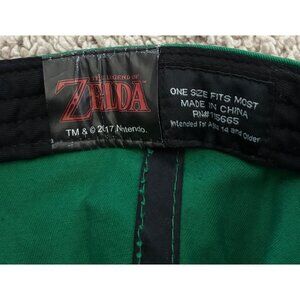 THE LEGEND OF
ZELDA
TM & © 2017 Nintendo.
ONE SIZE FITS MOST
MADE IN CHINA
RN#115665
Intended For Ages 14 and Older